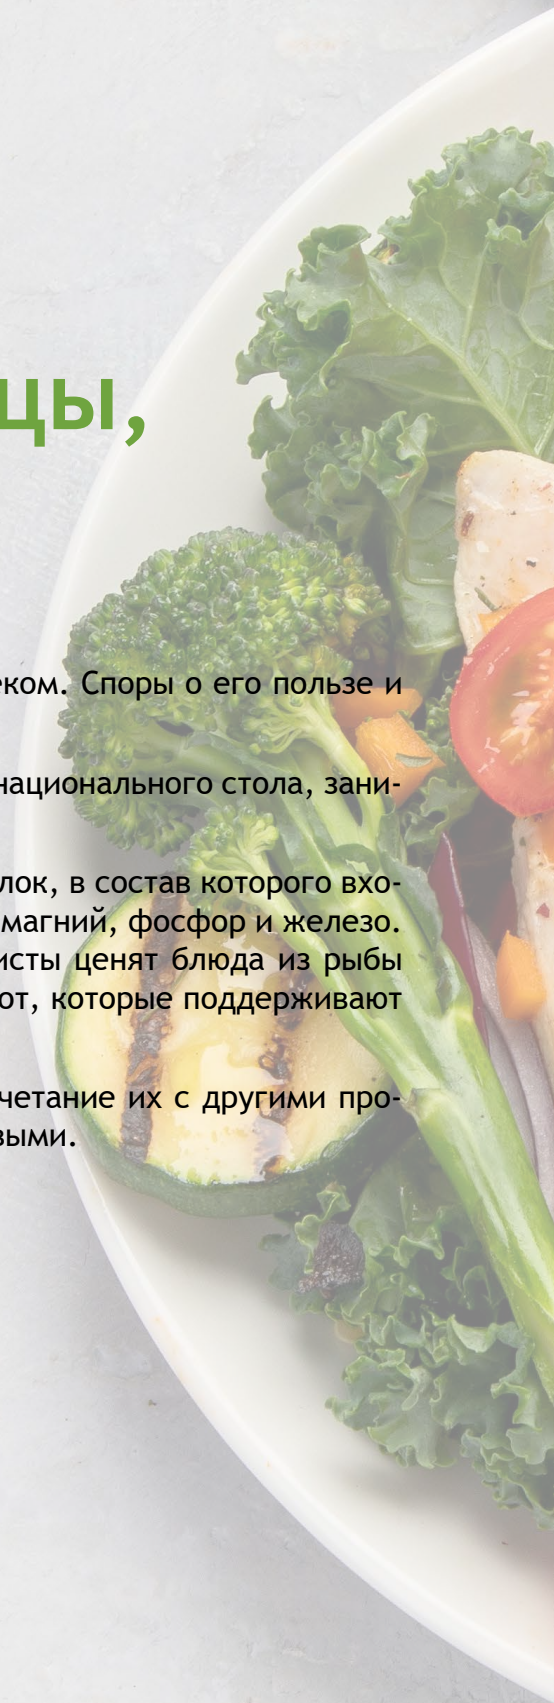 цы,
еком. Споры о его пользе и
национального стола, зани-
лок, в состав которого вхо-
магний, фосфор и железо.
исты ценят блюда из рыбы
от, которые поддерживают
четание их с другими про-
выми.